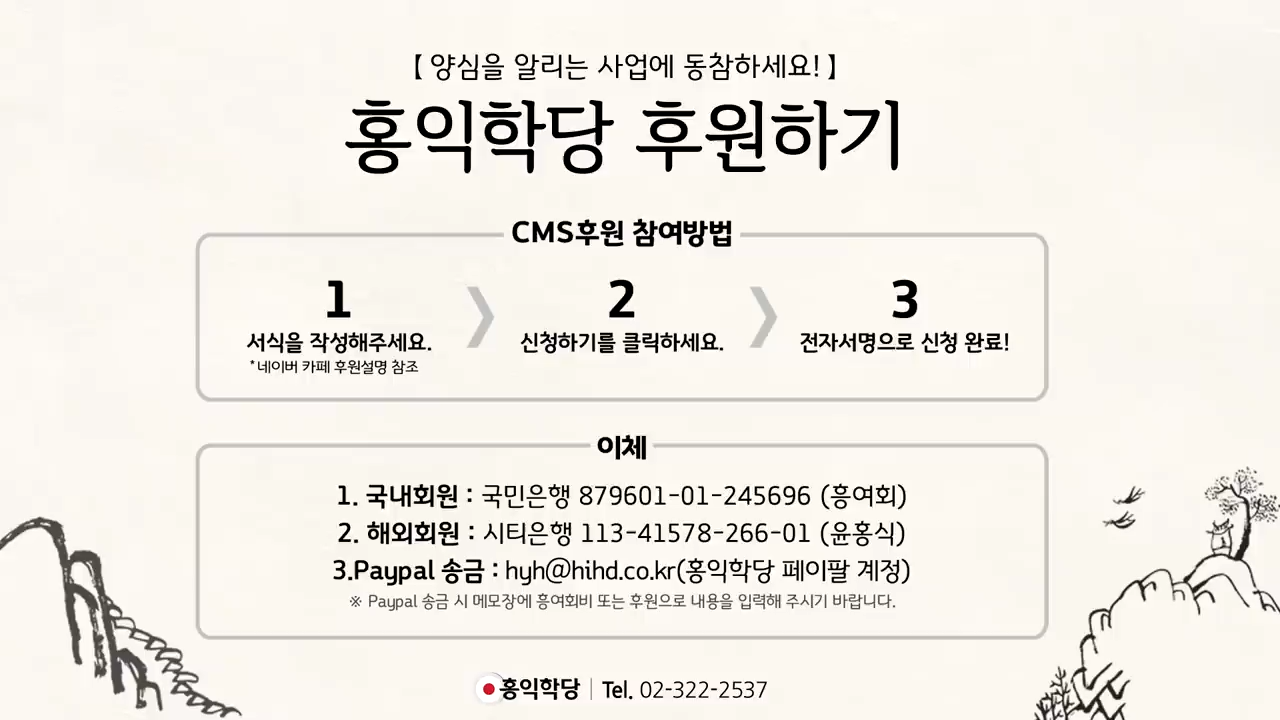 【 양심을 알리는 사업에 동참하세요! 】
홍익학당 후원하기
CMS후원 참여방법
1
서식을 작성해주세요.
*네이버 카페 후원설명 참조
2
신청하기를 클릭하세요.
3
전자서명으로 신청 완료!
이체
1. 국내회원 : 국민은행 879601-01-245696 (흥여회)
2. 해외회원 : 시티은행 113-41578-266-01 (윤홍식)
3.Paypal 송금 : hyh@hihd.co.kr(홍익학당 페이팔 계정)
※ Paypal 송금 시 메모장에 흥여회비 또는 후원으로 내용을 입력해 주시기 바랍니다.
홍익학당 | Tel. 02-322-2537